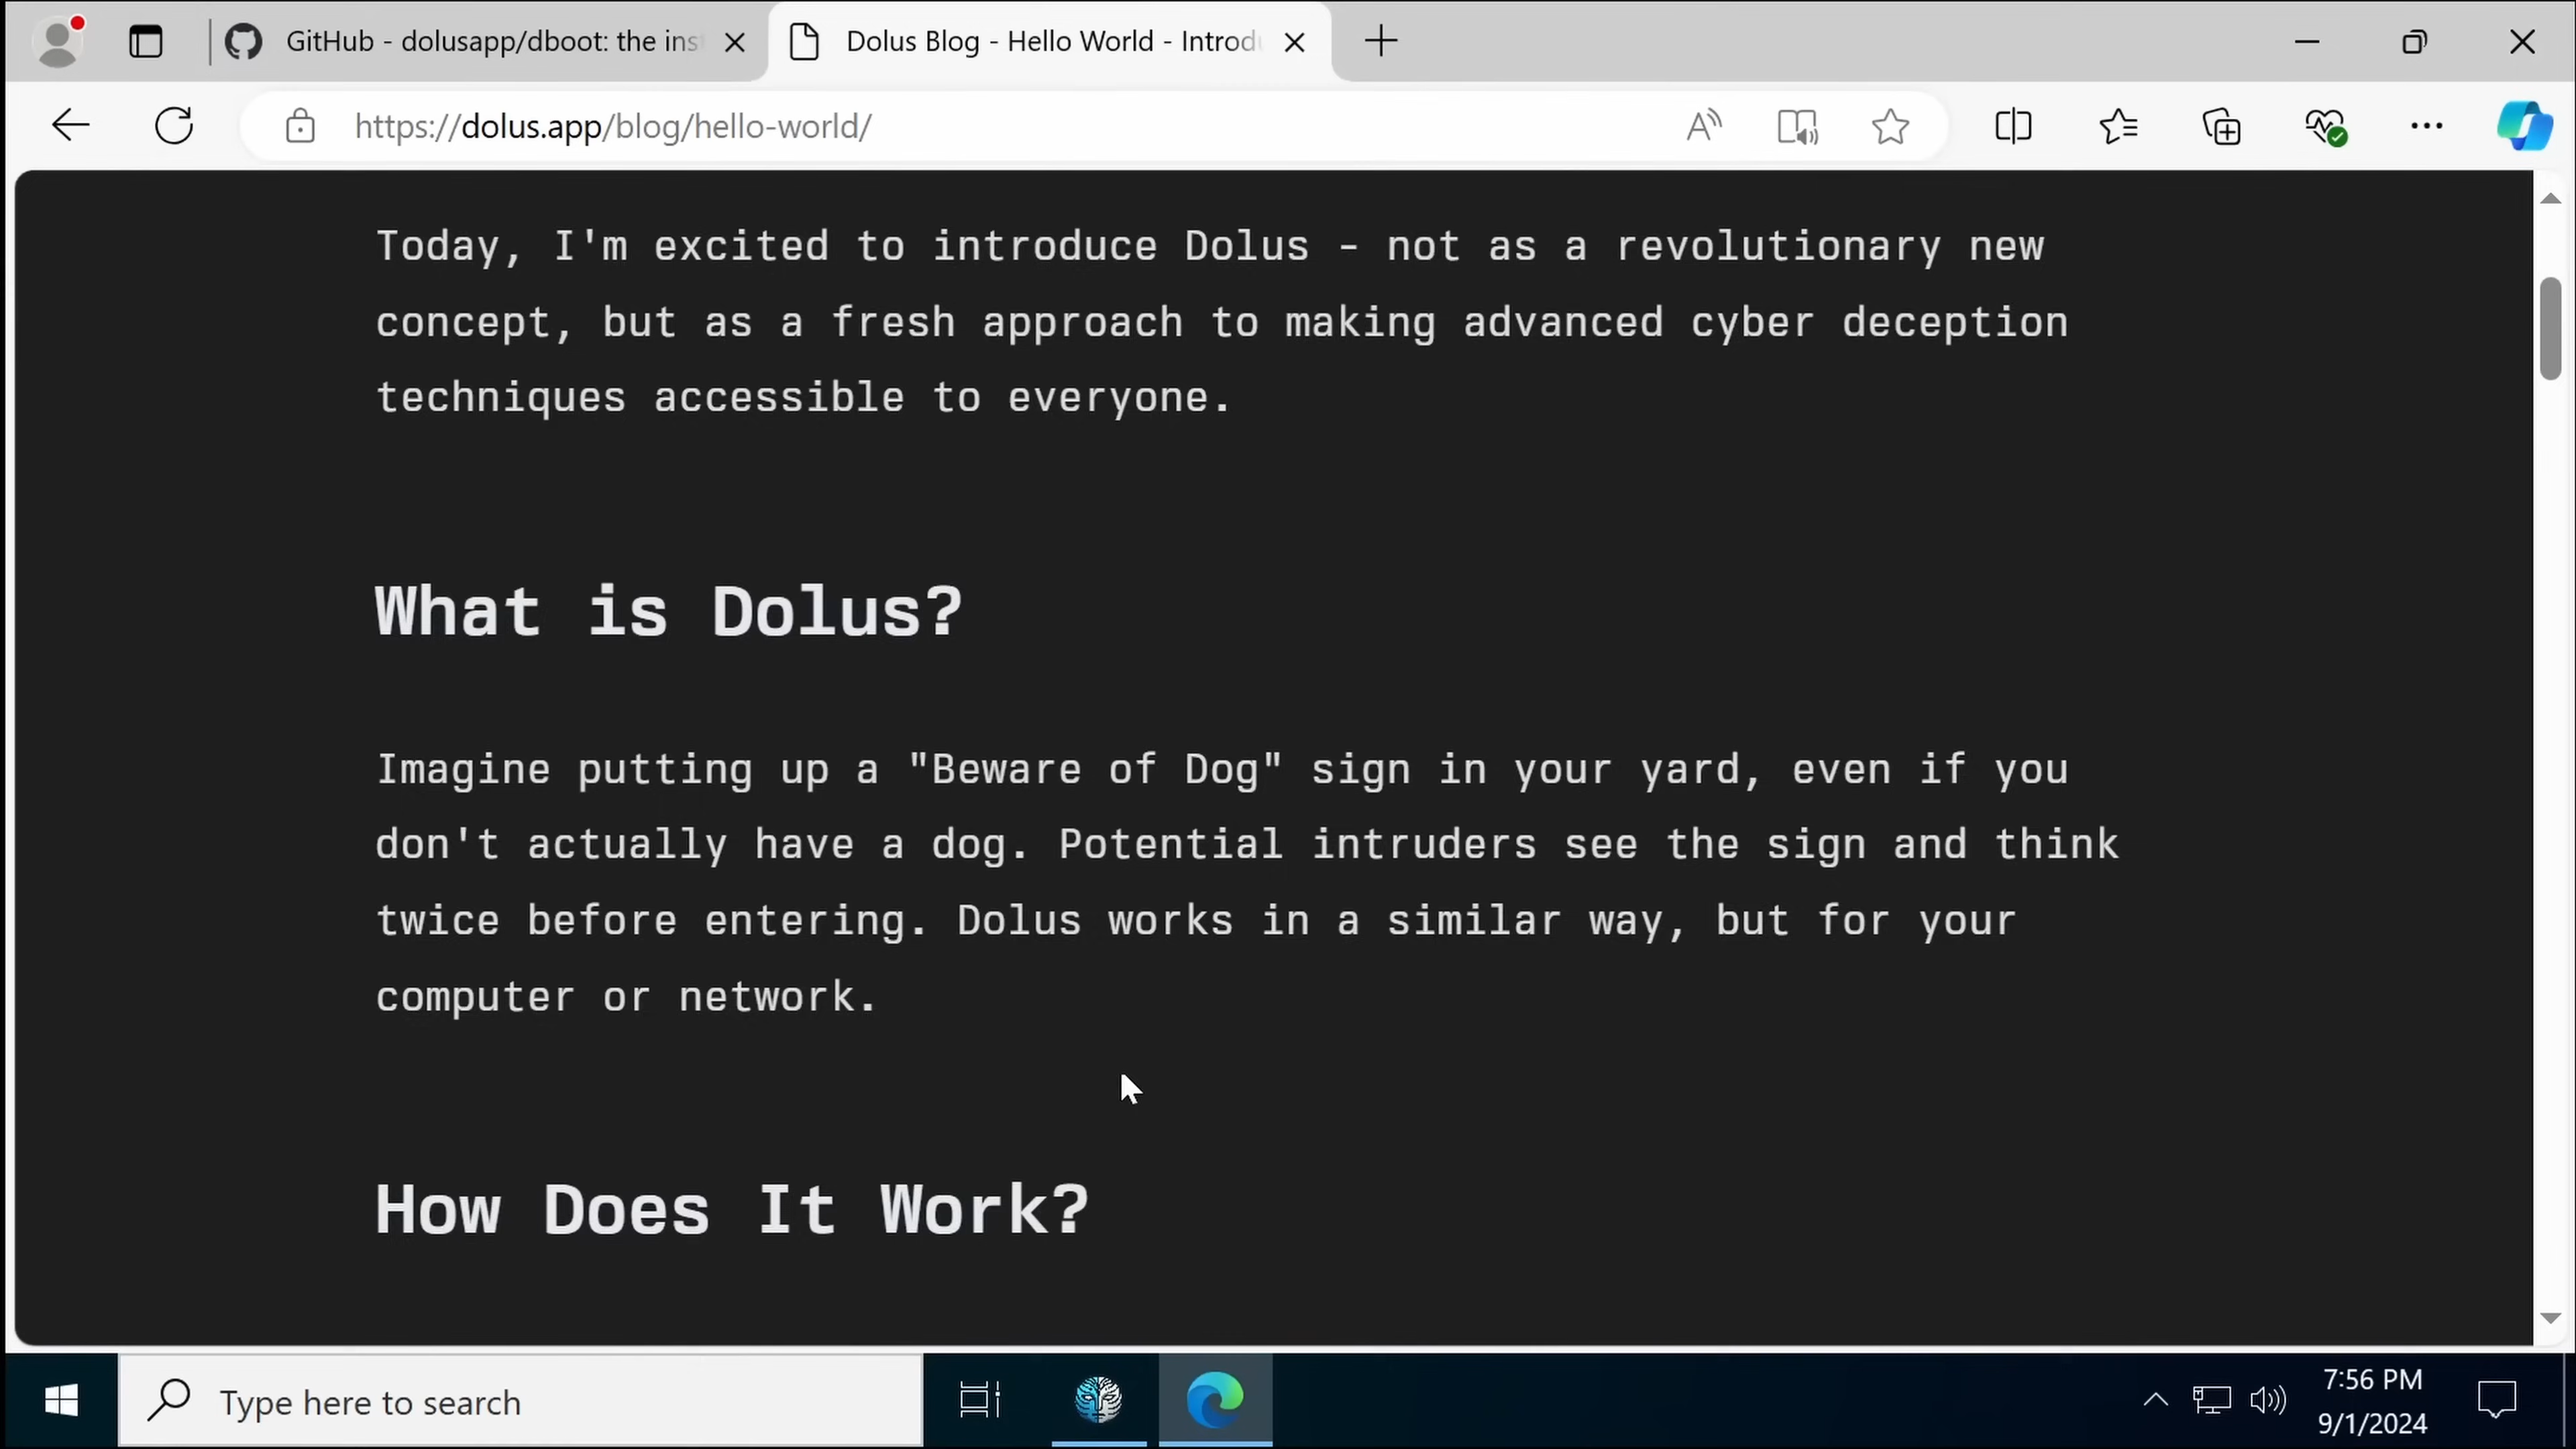 GitHub - dolusapp/dboot: the ins
Dolus Blog - Hello World - Introdu
https://dolus.app/blog/hello-world/
Today, I'm excited to introduce Dolus - not as a revolutionary new
concept, but as a fresh approach to making advanced cyber deception
techniques accessible to everyone.
What is Dolus?
Imagine putting up a "Beware of Dog" sign in your yard, even if you
don't actually have a dog. Potential intruders see the sign and think
twice before entering. Dolus works in a similar way, but for your
computer or network.
How Does It Work?
Type here to search
7:56 PM
9/1/2024